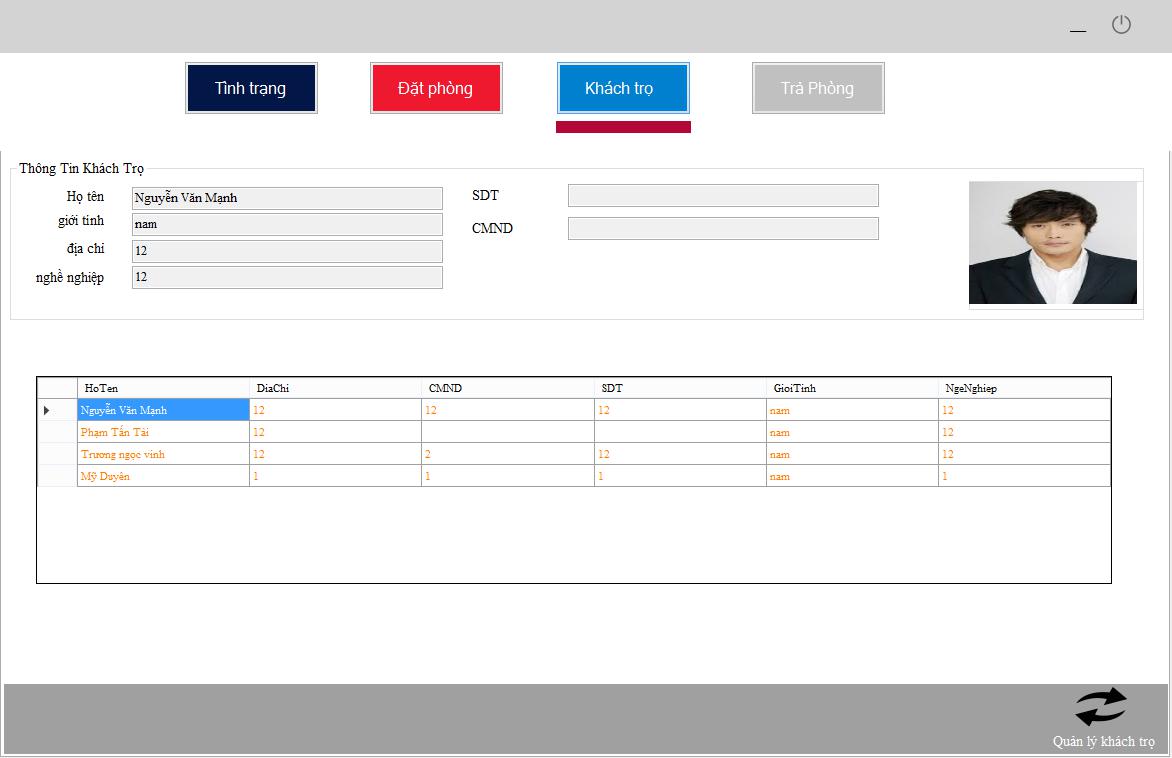 Tình trạng Đặt phòng Khách trọ Trả Phòng
Thông Tin Khách Trọ
Họ tên Nguyễn Văn Mạnh SDT
giới tính nam CMND
địa chỉ 12
nghề nghiệp 12
HoTen DiaChi CMND SDT GioiTinh NgeNghiep
Nguyễn Văn Mạnh 12 12 12 nam 12
Phạm Tấn Tài 12 nam 12
Trương ngọc vinh 12 2 12 nam 12
Mỹ Duyên 1 1 1 nam 1
Quản lý khách trọ